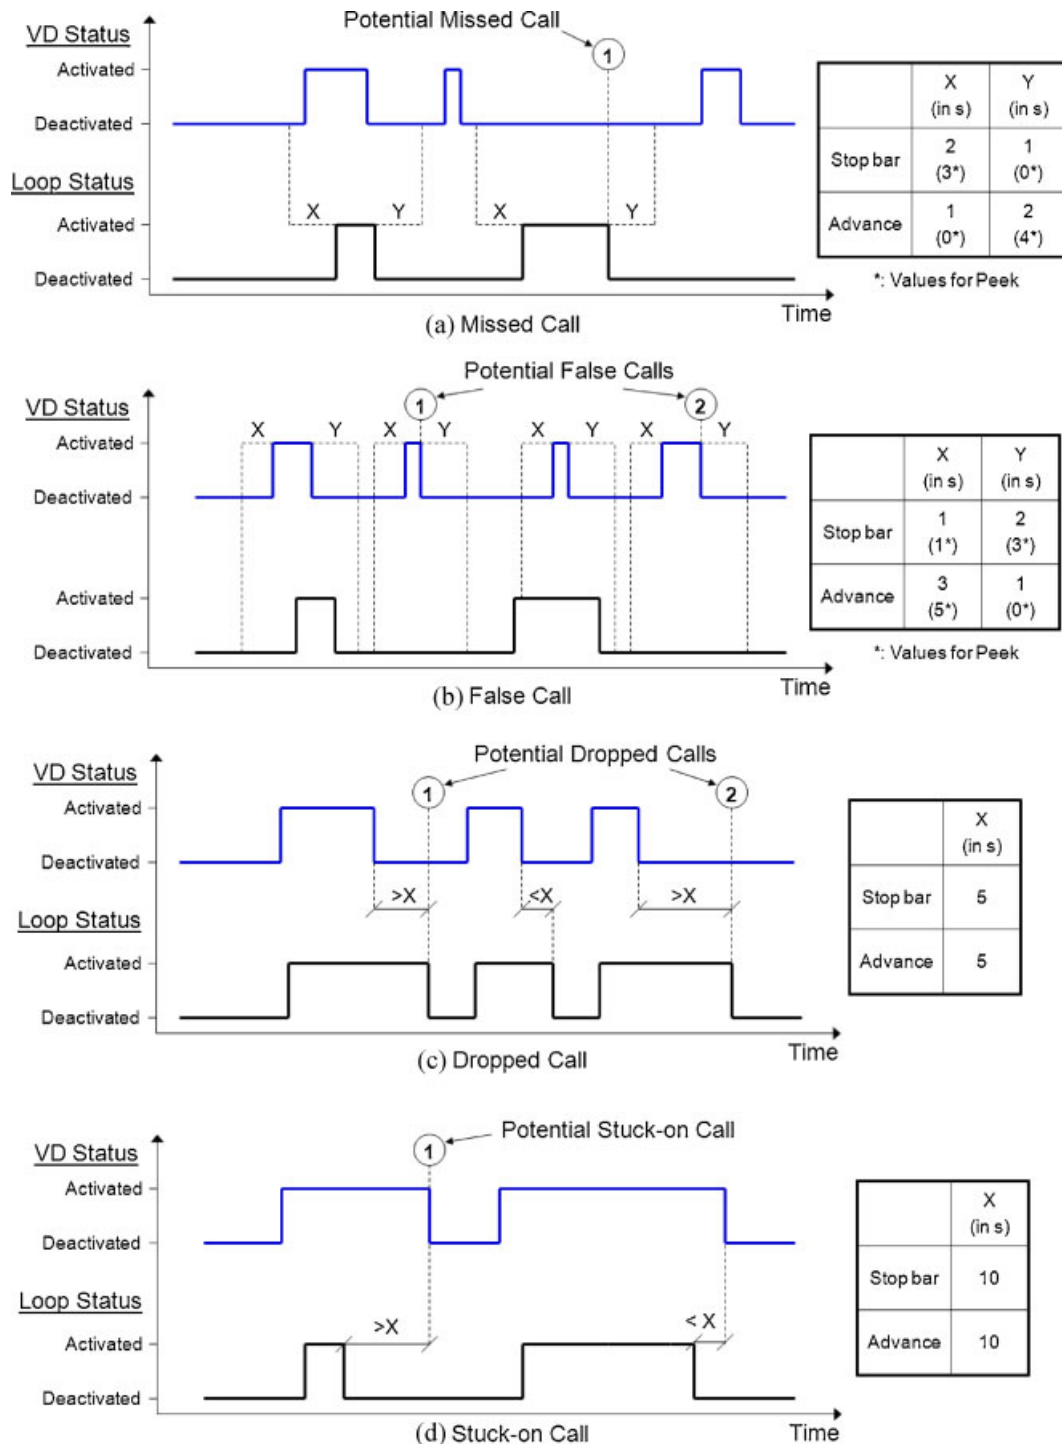 Potential Missed Call
VD Status
1
Activated
Deactivated
Loop Status
X Y X Y
Activated
Deactivated
Time
(a) Missed Call
X Y
(in s) (in s)
Stop bar 2 1
(3*) (0*)
Advance 1 2
(0*) (4*)
*: Values for Peek
Potential False Calls
VD Status
1 2
X Y X Y X Y X Y
Activated
Deactivated
Activated
Deactivated
Time
(b) False Call
X Y
(in s) (in s)
Stop bar 1 2
(1*) (3*)
Advance 3 1
(5*) (0*)
*: Values for Peek
Potential Dropped Calls
VD Status
1 2
Activated
Deactivated
>X <X >X
Loop Status
Activated
Deactivated
Time
(c) Dropped Call
X
(in s)
Stop bar 5
Advance 5
Potential Stuck-on Call
VD Status
1
Activated
Deactivated
Loop Status
>X < X
Activated
Deactivated
Time
(d) Stuck-on Call
X
(in s)
Stop bar 10
Advance 10